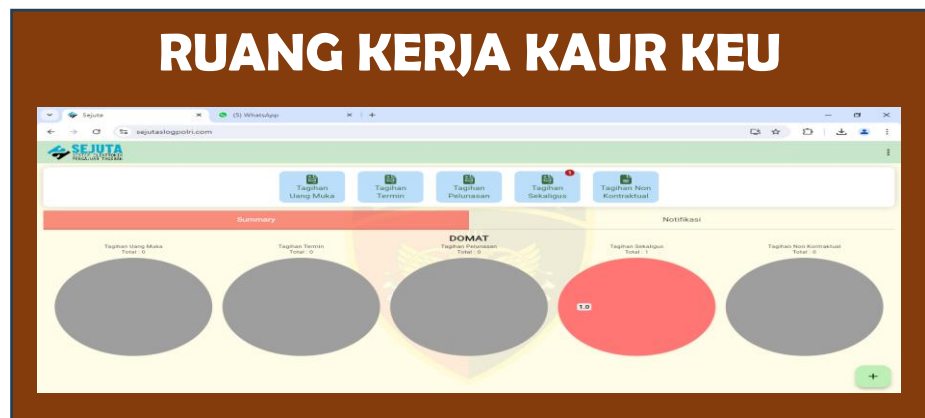 RUANG KERJA KAUR KEU
Sejuta
(5) WhatsApp
sejutaslogpolri.com
SEJUTA
Tagihan Uang Muka
Tagihan Termin
Tagihan Pelunasan
Tagihan Sekaligus
1
Tagihan Non Kontraktual
Summary
Notifikasi
DOMAT
Tagihan Uang Muka
Total : 0
Tagihan Termin
Total : 0
Tagihan Pelunasan
Total : 0
Tagihan Sekaligus
Total : 1
Tagihan Non Kontraktual
Total : 0
1.0